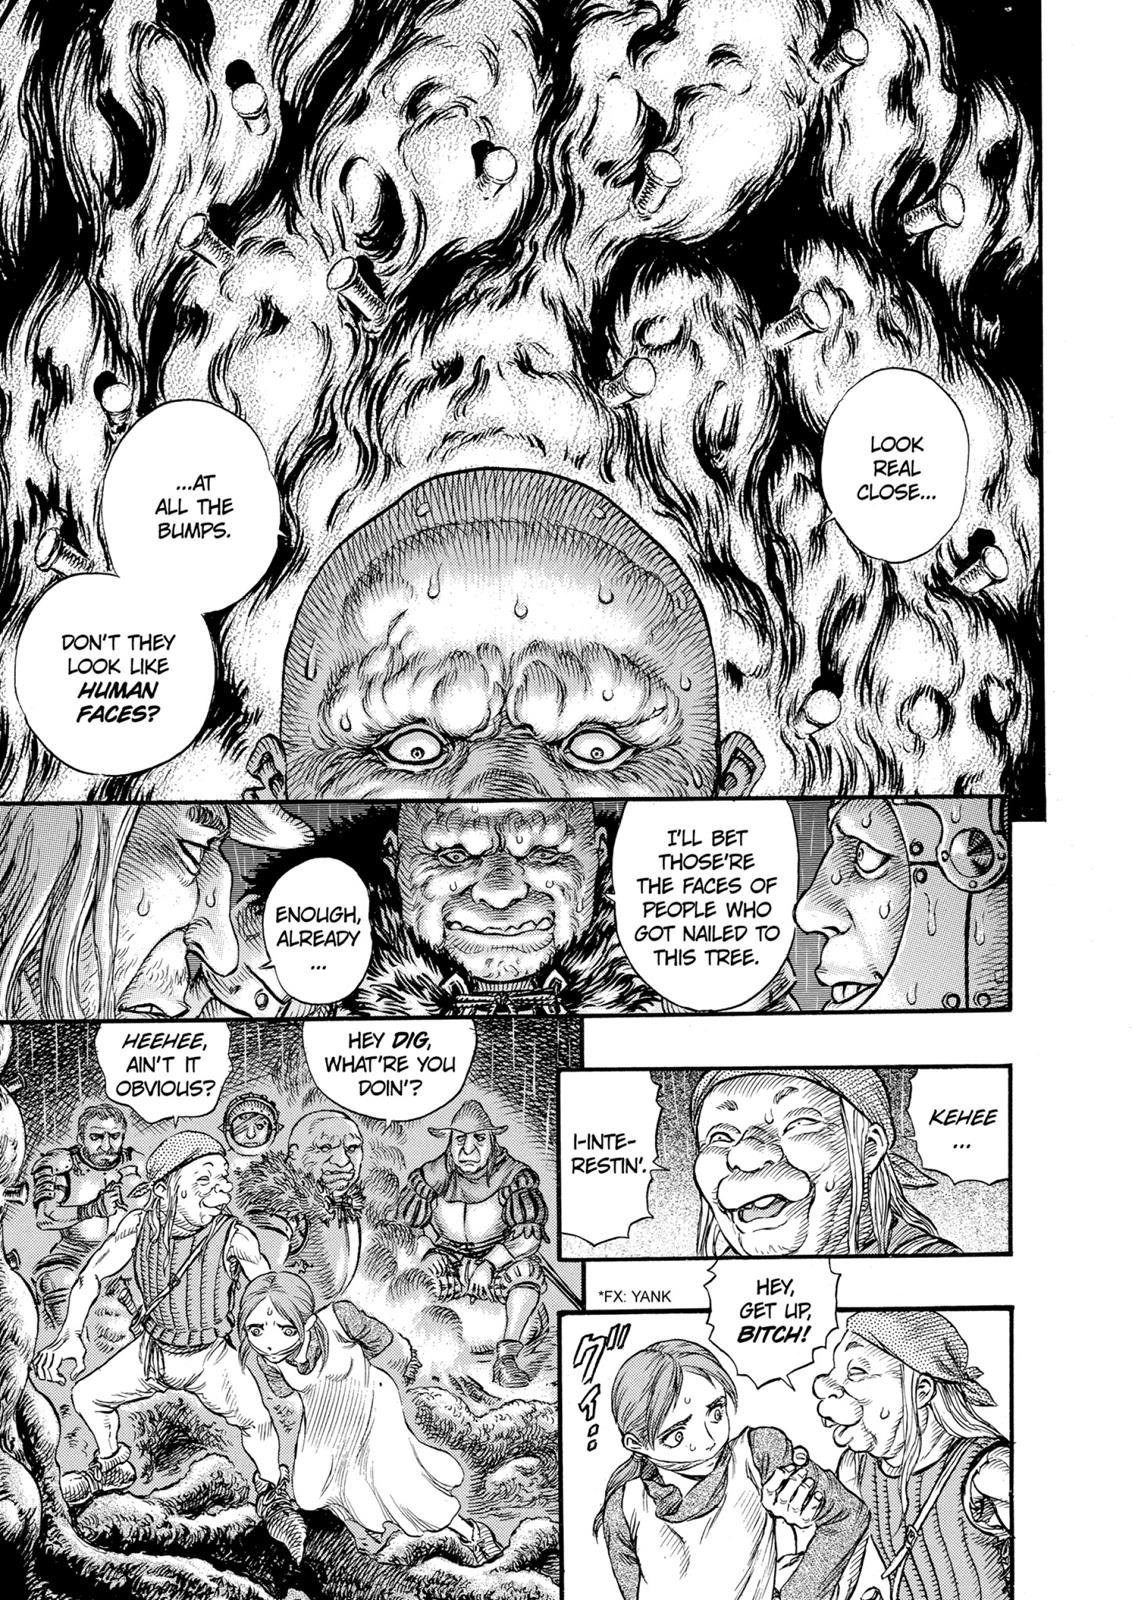 LOOK
REAL
CLOSE...
...AT
ALL THE
BUMPS.
DON'T THEY
LOOK LIKE
HUMAN
FACES?
I'LL BET
THOSE'RE
THE FACES OF
PEOPLE WHO
GOT NAILED TO
THIS TREE.
ENOUGH,
ALREADY
...
KEHEE
...
I-INTE-
RESTIN'.
*FX: YANK
グイ‥
HEY,
GET UP,
BITCH!
HEY DIG,
WHAT'RE YOU
DOIN'?
HEEHEE,
AIN'T IT
OBVIOUS?